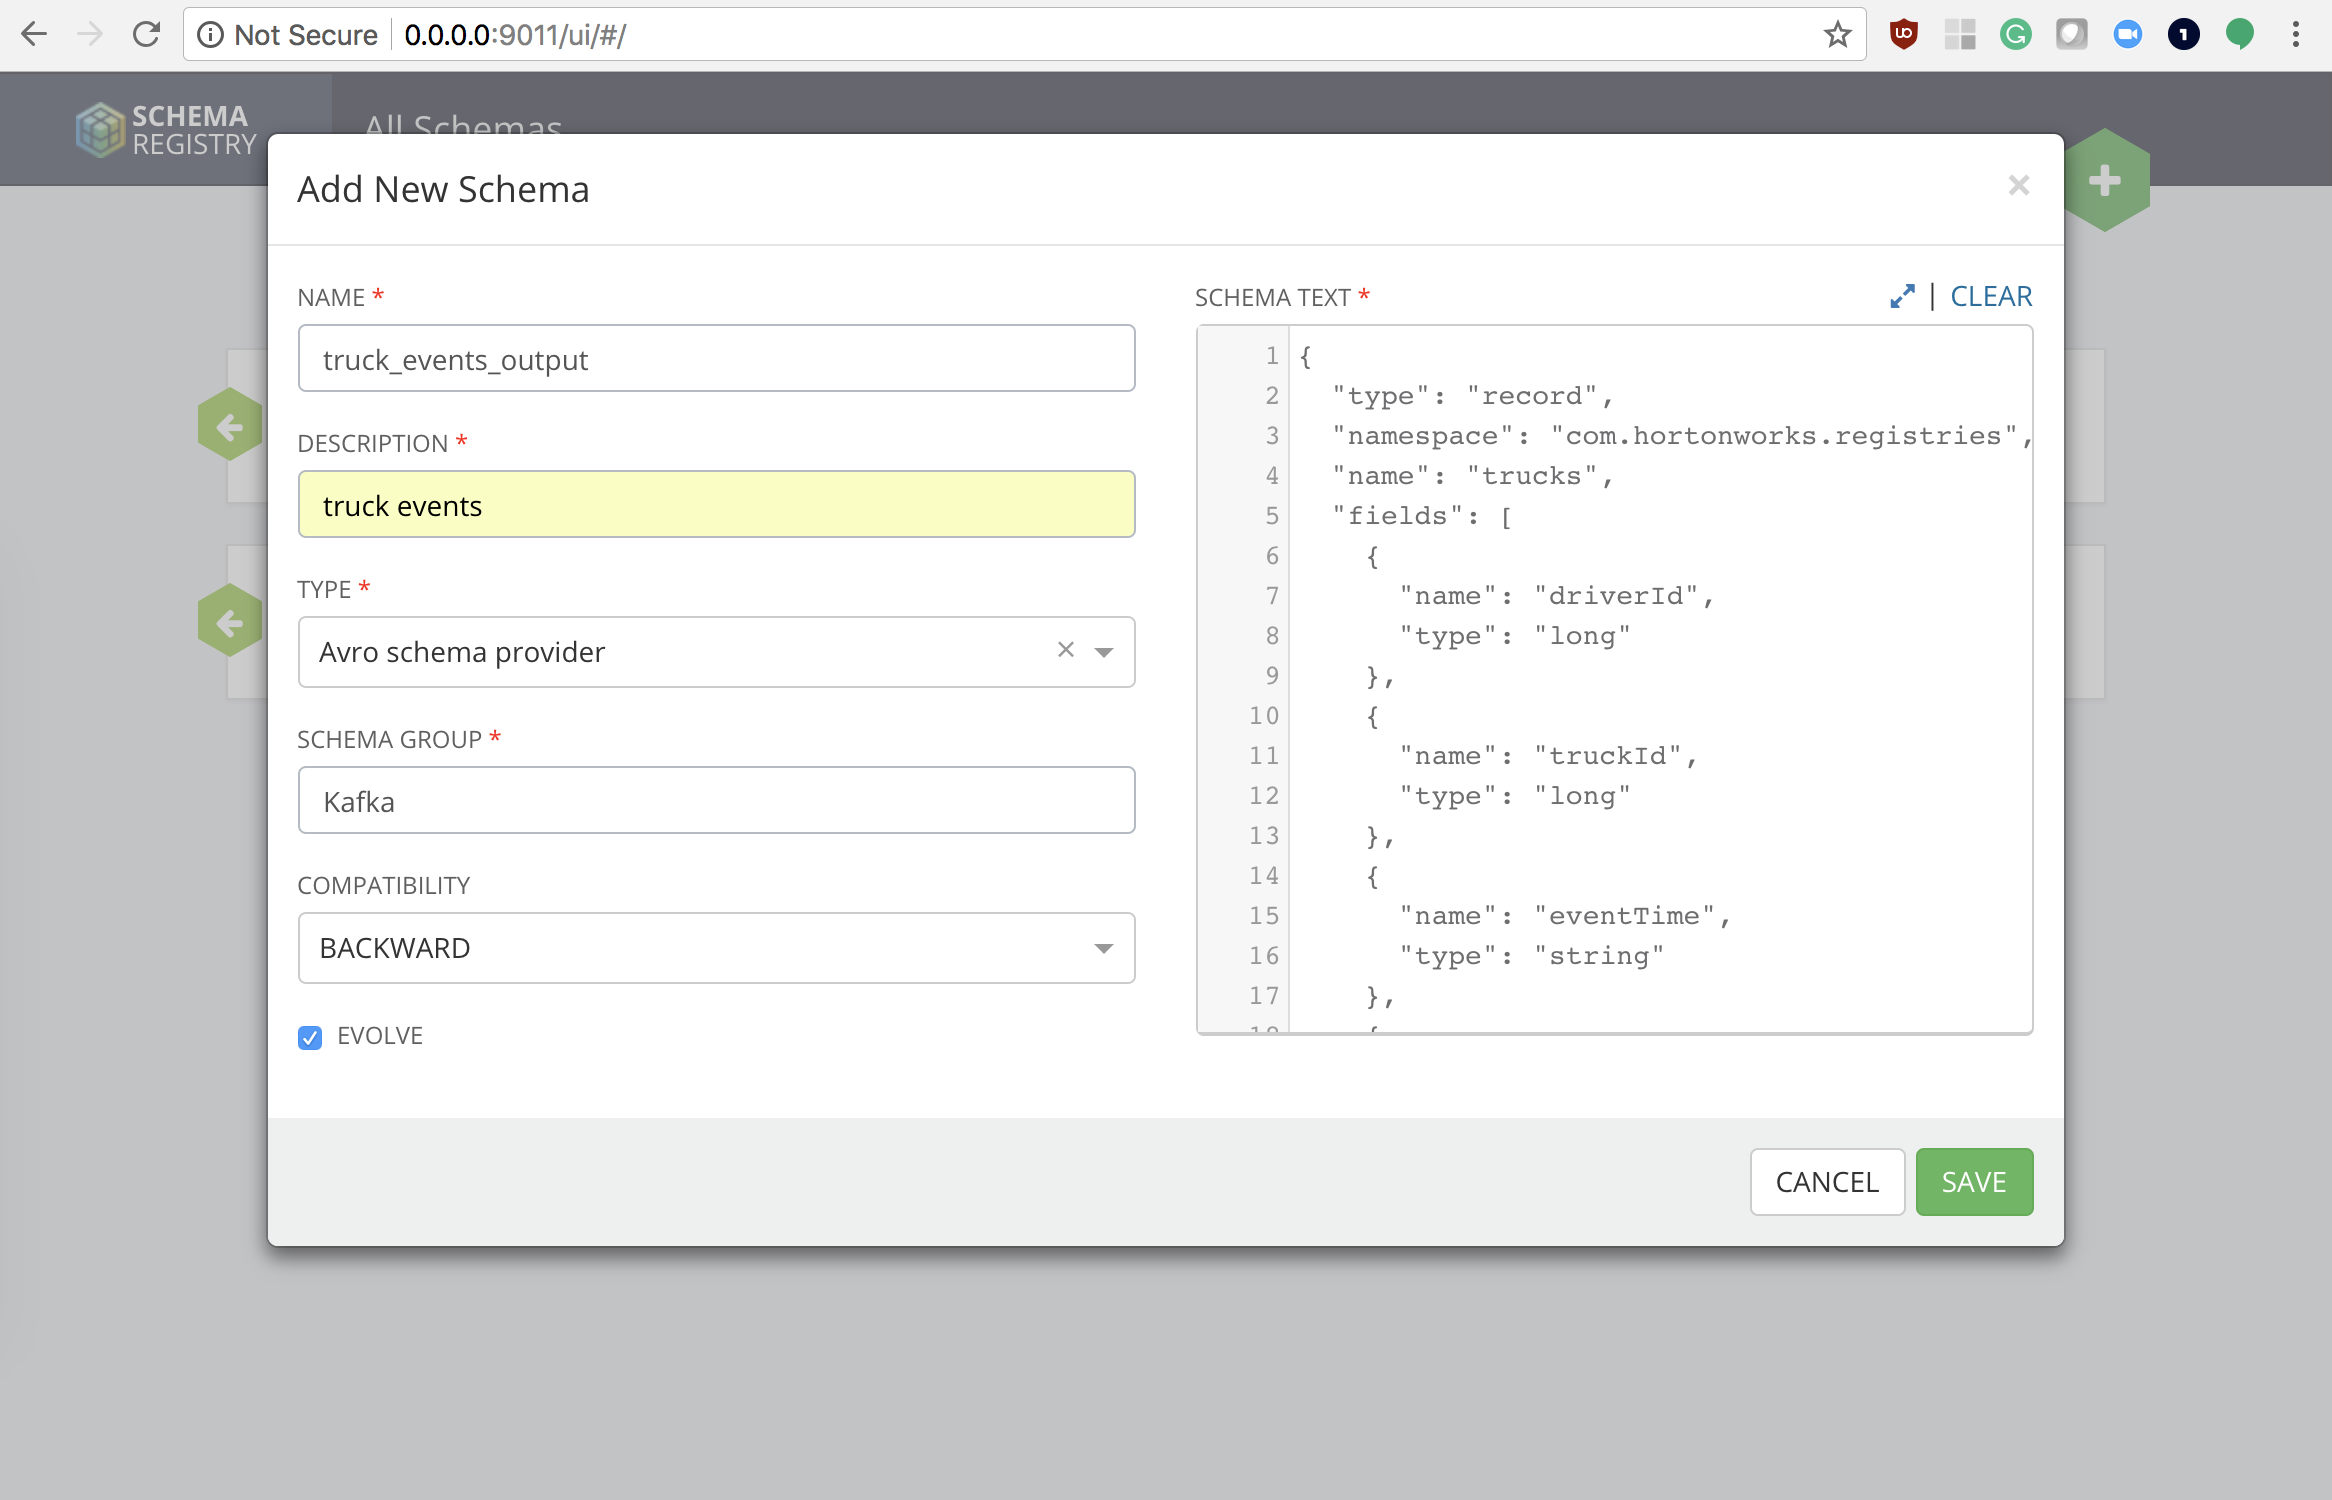 Not Secure 0.0.0.0:9011/ui/#/
SCHEMA
REGISTRY
All Schemas
Add New Schema
NAME *
truck_events_output
DESCRIPTION *
truck events
TYPE *
Avro schema provider
SCHEMA GROUP *
Kafka
COMPATIBILITY
BACKWARD
EVOLVE
SCHEMA TEXT *
| CLEAR
1 {
2 "type": "record",
3 "namespace": "com.hortonworks.registries",
4 "name": "trucks",
5 "fields": [
6 {
7 "name": "driverId",
8 "type": "long"
9 },
10 {
11 "name": "truckId",
12 "type": "long"
13 },
14 {
15 "name": "eventTime",
16 "type": "string"
17 },
18 {
CANCEL
SAVE